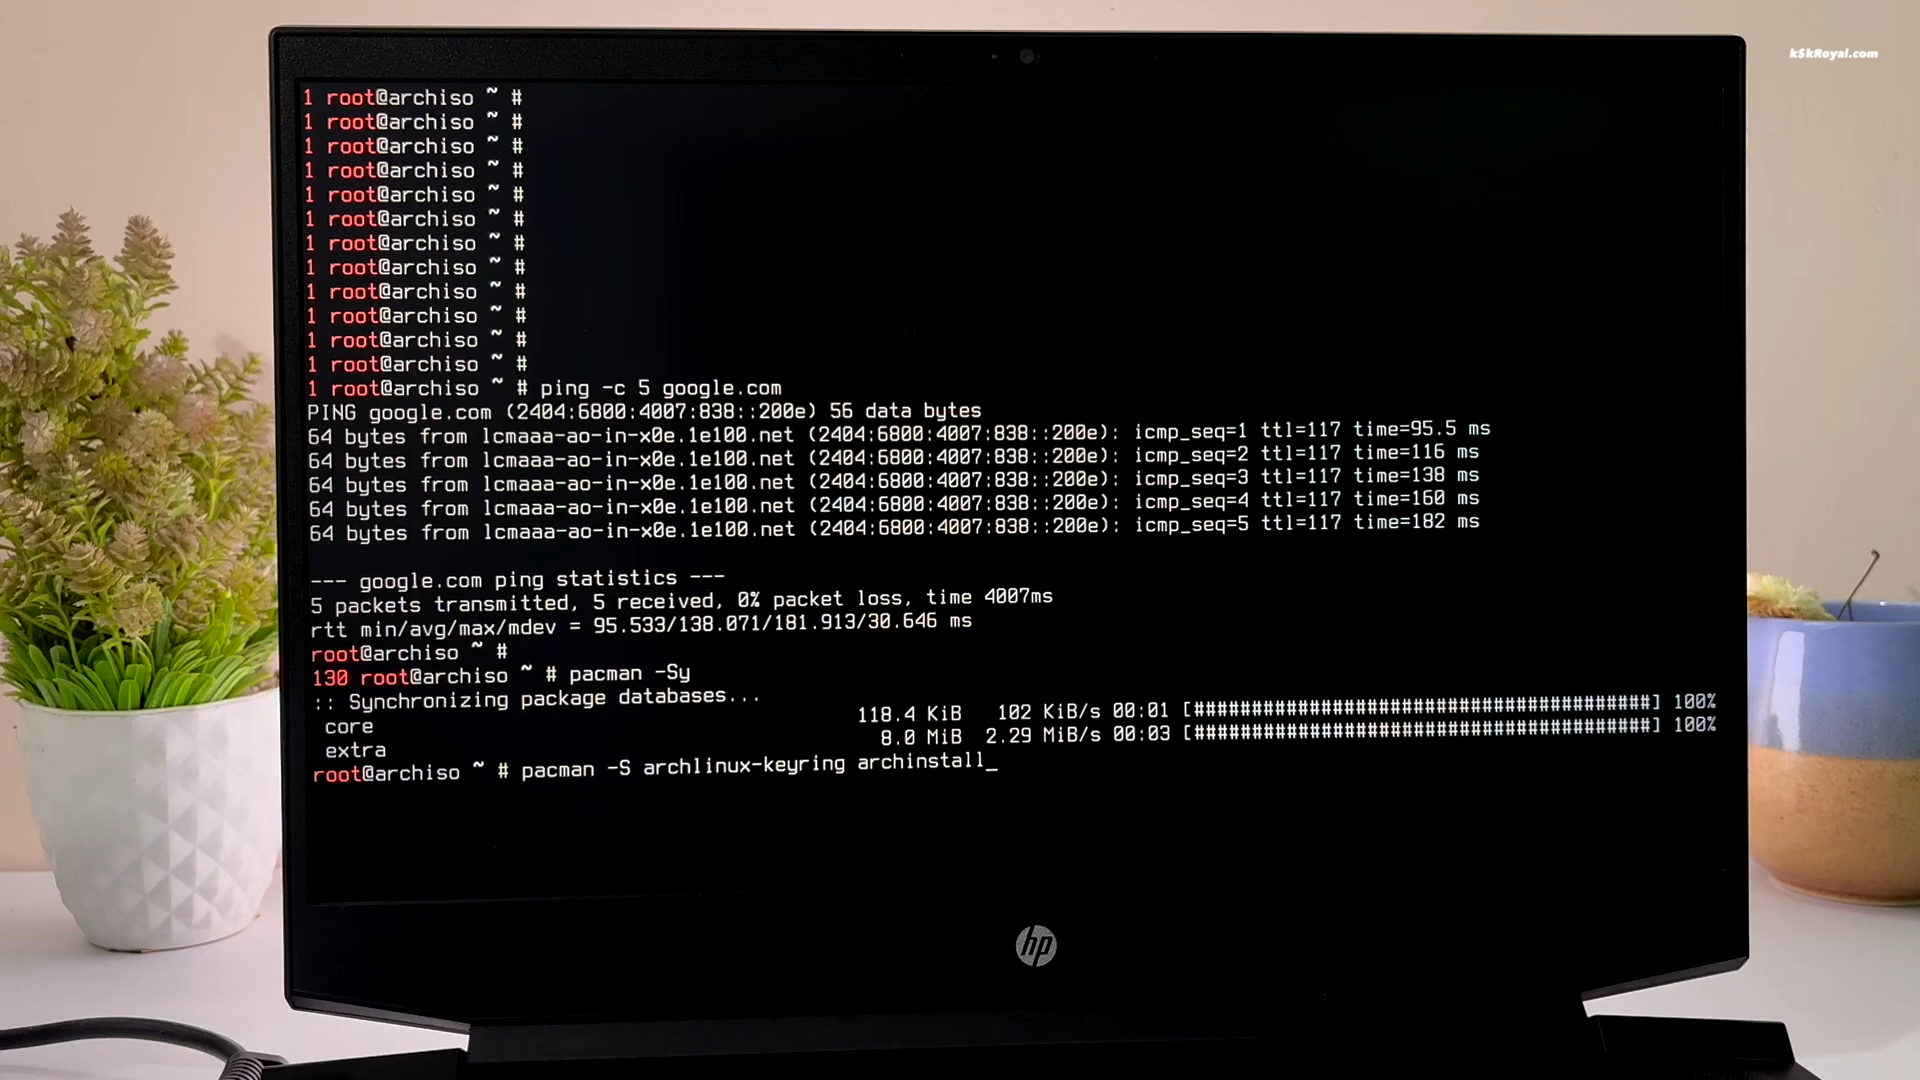 k$kRoyal.com
1 root@archiso ~ #
1 root@archiso ~ #
1 root@archiso ~ #
1 root@archiso ~ #
1 root@archiso ~ #
1 root@archiso ~ #
1 root@archiso ~ #
1 root@archiso ~ #
1 root@archiso ~ #
1 root@archiso ~ #
1 root@archiso ~ #
1 root@archiso ~ #
1 root@archiso ~ # ping -c 5 google.com
PING google.com (2404:6800:4007:838::200e) 56 data bytes
64 bytes from lcmaaa-ao-in-x0e.1e100.net (2404:6800:4007:838::200e): icmp_seq=1 ttl=117 time=95.5 ms
64 bytes from lcmaaa-ao-in-x0e.1e100.net (2404:6800:4007:838::200e): icmp_seq=2 ttl=117 time=116 ms
64 bytes from lcmaaa-ao-in-x0e.1e100.net (2404:6800:4007:838::200e): icmp_seq=3 ttl=117 time=138 ms
64 bytes from lcmaaa-ao-in-x0e.1e100.net (2404:6800:4007:838::200e): icmp_seq=4 ttl=117 time=160 ms
64 bytes from lcmaaa-ao-in-x0e.1e100.net (2404:6800:4007:838::200e): icmp_seq=5 ttl=117 time=182 ms
--- google.com ping statistics ---
5 packets transmitted, 5 received, 0% packet loss, time 4007ms
rtt min/avg/max/mdev = 95.533/138.071/181.913/30.646 ms
root@archiso ~ #
130 root@archiso ~ # pacman -Sy
:: Synchronizing package databases...
core 118.4 KiB 102 KiB/s 00:01 [######################################] 100%
extra 8.0 MiB 2.29 MiB/s 00:03 [######################################] 100%
root@archiso ~ # pacman -S archlinux-keyring archinstall_
hp